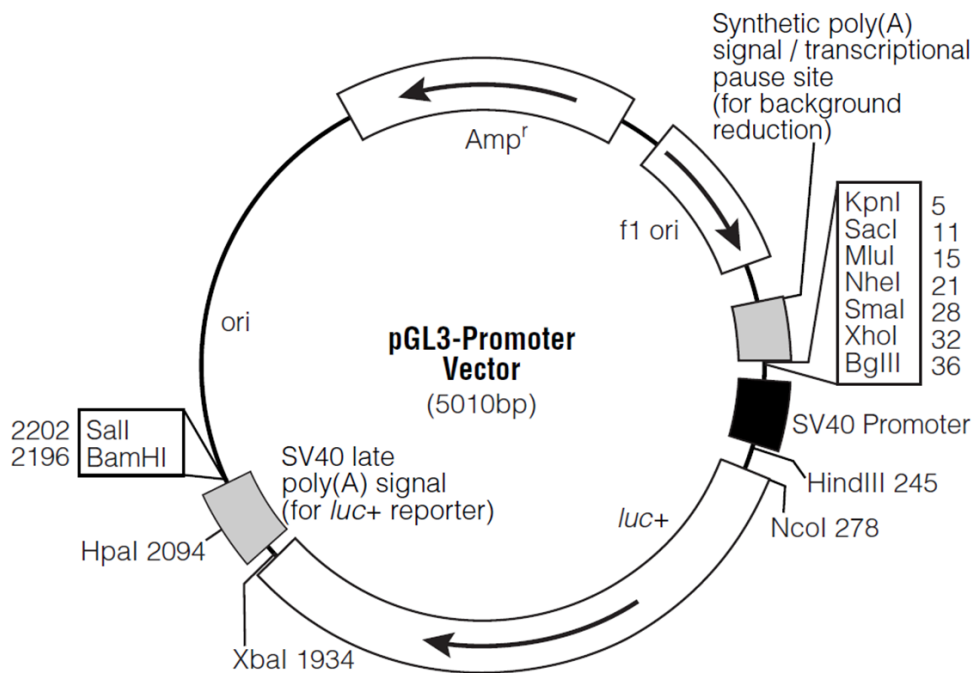 Synthetic poly(A)
signal / transcriptional
pause site
(for background
reduction)
Ampʳ
f1 ori
KpnI 5
SacI 11
MluI 15
NheI 21
SmaI 28
XhoI 32
BglII 36
ori
pGL3-Promoter
Vector
(5010bp)
SV40 Promoter
2202 SalI
2196 BamHI
SV40 late
poly(A) signal
(for luc+ reporter)
luc+
HindIII 245
NcoI 278
HpaI 2094
XbaI 1934